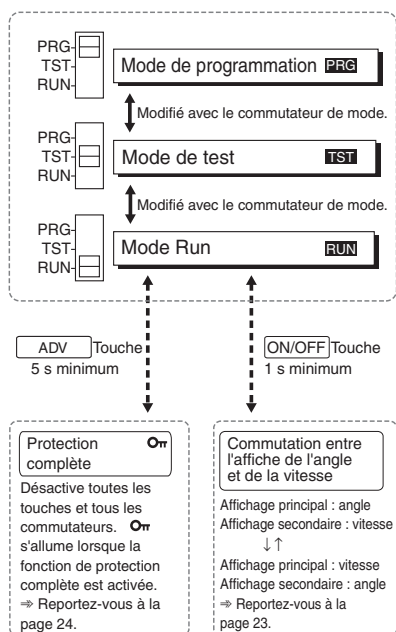 PRG
TST
RUN
Mode de programmation PRG
Modifié avec le commutateur de mode.
PRG
TST
RUN
Mode de test TST
Modifié avec le commutateur de mode.
PRG
TST
RUN
Mode Run RUN
ADV Touche
5 s minimum
ON/OFF Touche
1 s minimum
Protection
complète
Désactive toutes les
touches et tous les
commutateurs.
s'allume lorsque la
fonction de protection
complète est activée.
⇒ Reportez-vous à la
page 24.
Commutation entre
l'affiche de l'angle
et de la vitesse
Affichage principal : angle
Affichage secondaire : vitesse
↓↑
Affichage principal : vitesse
Affichage secondaire : angle
⇒ Reportez-vous à la
page 23.